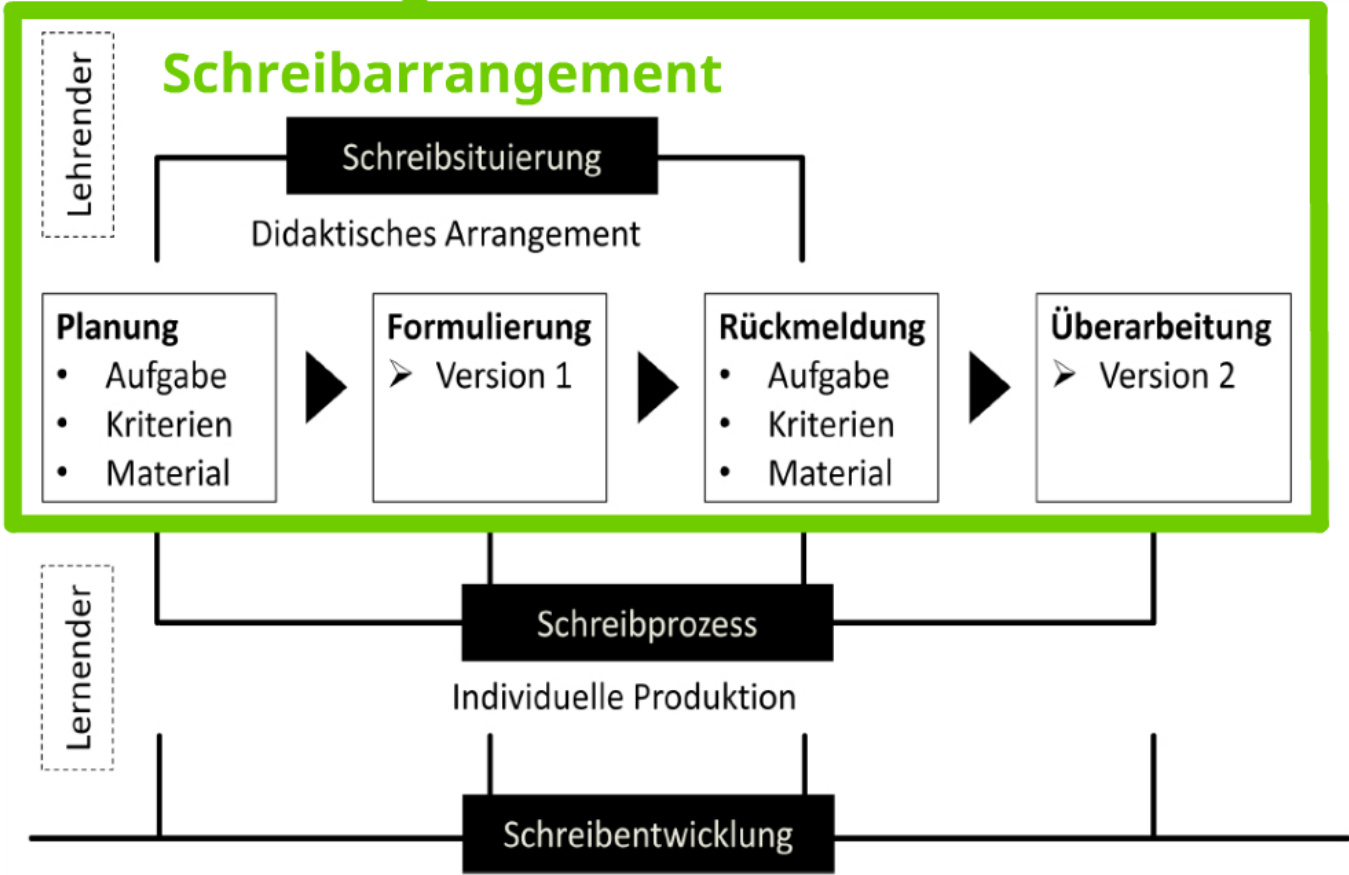 Lehrender
Schreibarrangement
Schreibsituierung
Didaktisches Arrangement
Planung
• Aufgabe
• Kriterien
• Material
Formulierung
➢ Version 1
Rückmeldung
• Aufgabe
• Kriterien
• Material
Überarbeitung
➢ Version 2
Lernender
Schreibprozess
Individuelle Produktion
Schreibentwicklung